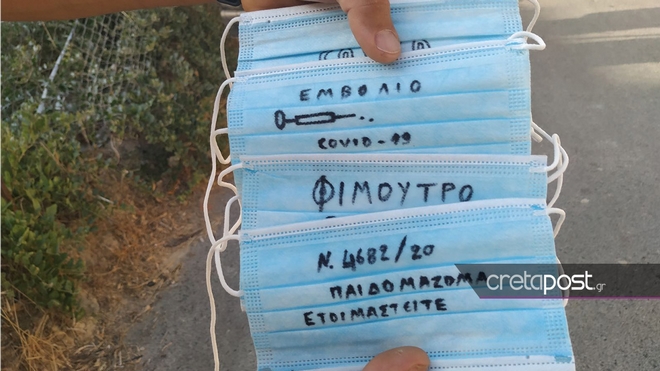 ΕΜΒΟΛΙΟ
COVID-19
ΦΙΜΟΥΤΡΟ
Ν. 4682/20
ΠΑΙΔΟΜΑΖΩΜΑ
ΕΤΟΙΜΑΣΤΕΙΤΕ
cretapost.gr